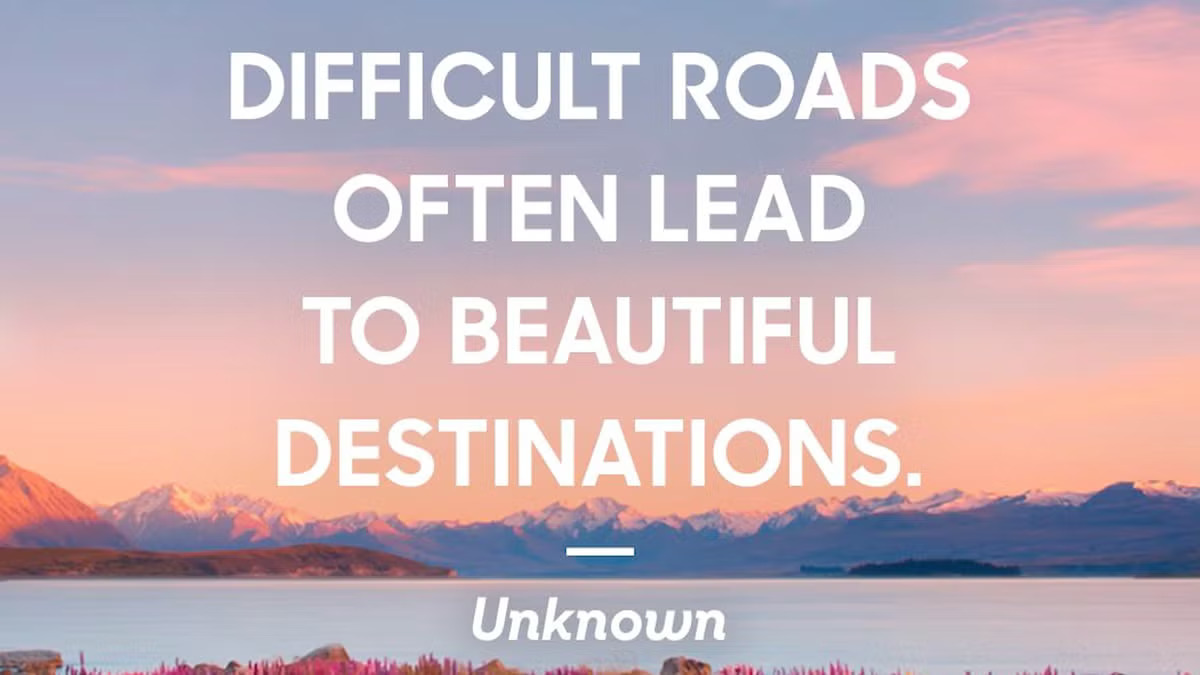 DIFFICULT ROADS
OFTEN LEAD
TO BEAUTIFUL
DESTINATIONS.
Unknown